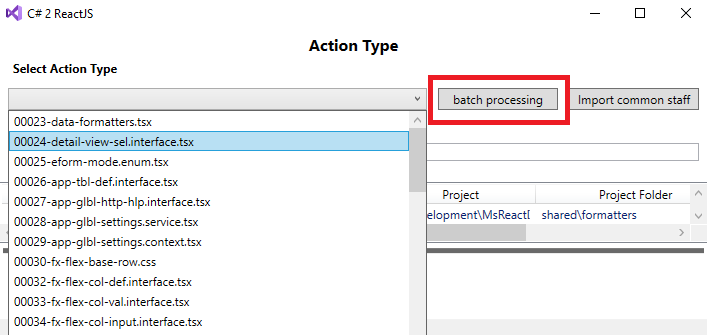 C# 2 ReactJS
Action Type
Select Action Type
batch processing
Import common staff
00023-data-formatters.tsx
00024-detail-view-sel.interface.tsx
00025-eform-mode.enum.tsx
00026-app-tbl-def.interface.tsx
00027-app-glbl-http-hlp.interface.tsx
00028-app-glbl-settings.service.tsx
00029-app-glbl-settings.context.tsx
00030-fx-flex-base-row.css
00032-fx-flex-col-def.interface.tsx
00033-fx-flex-col-val.interface.tsx
00034-fx-flex-col-input.interface.tsx
Project Project Folder
elopment\MsReactI shared\formatters